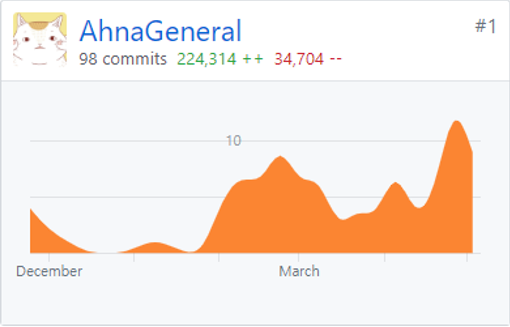 AhnaGeneral
#1
98 commits 224,314 ++ 34,704 --
10
December March